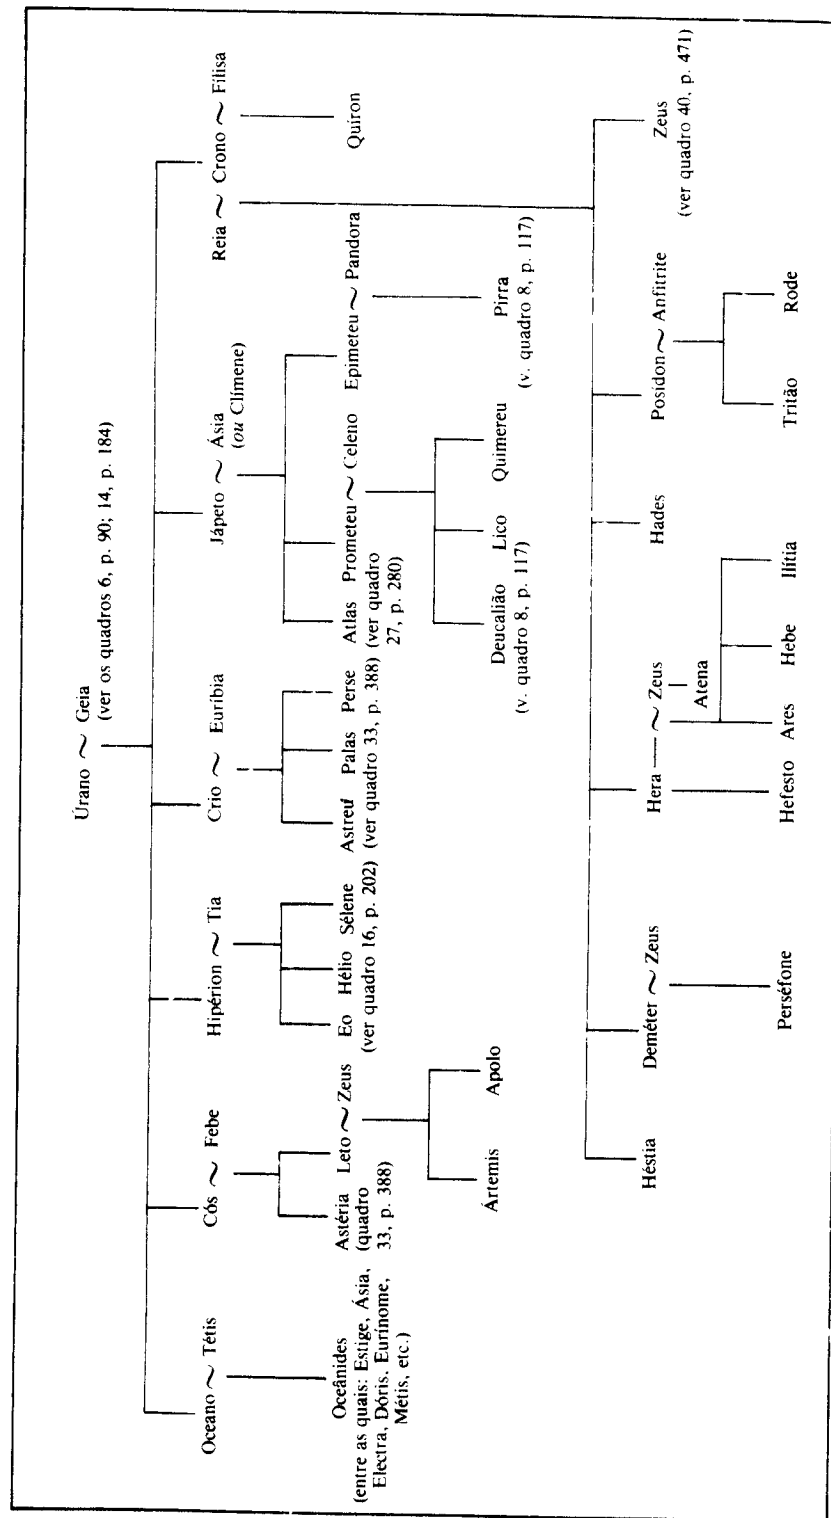 Úrano ~ Geia
(ver os quadros 6, p. 90; 14, p. 184)
Oceano ~ Tétis
Cós ~ Febe
Hipérion ~ Tia
Crio ~ Euríbia
Jápeto ~ Ásia
(ou Clímene)
Reia ~ Crono ~ Fílisa
Oceânides
(entre as quais: Estige, Ásia,
Electra, Dóris, Eurínome,
Métis, etc.)
Astéria
(quadro
33, p. 388)
Leto ~ Zeus
Eo Hélio Sélene
(ver quadro 16, p. 202)
Astreu Palas Perse
(ver quadro 33, p. 388)
Atlas
(ver quadro
27, p. 280)
Prometeu ~ Celeno
Epimeteu ~ Pandora
Quíron
Ártemis
Apolo
Deucalião
(v. quadro 8, p. 117)
Lico
Quimereu
Pirra
(v. quadro 8, p. 117)
Héstia
Deméter ~ Zeus
Hera ~ Zeus
Atena
Hades
Posídon ~ Anfitrite
Zeus
(ver quadro 40, p. 471)
Perséfone
Hefesto
Ares
Hebe
Ilítia
Tritão
Rode